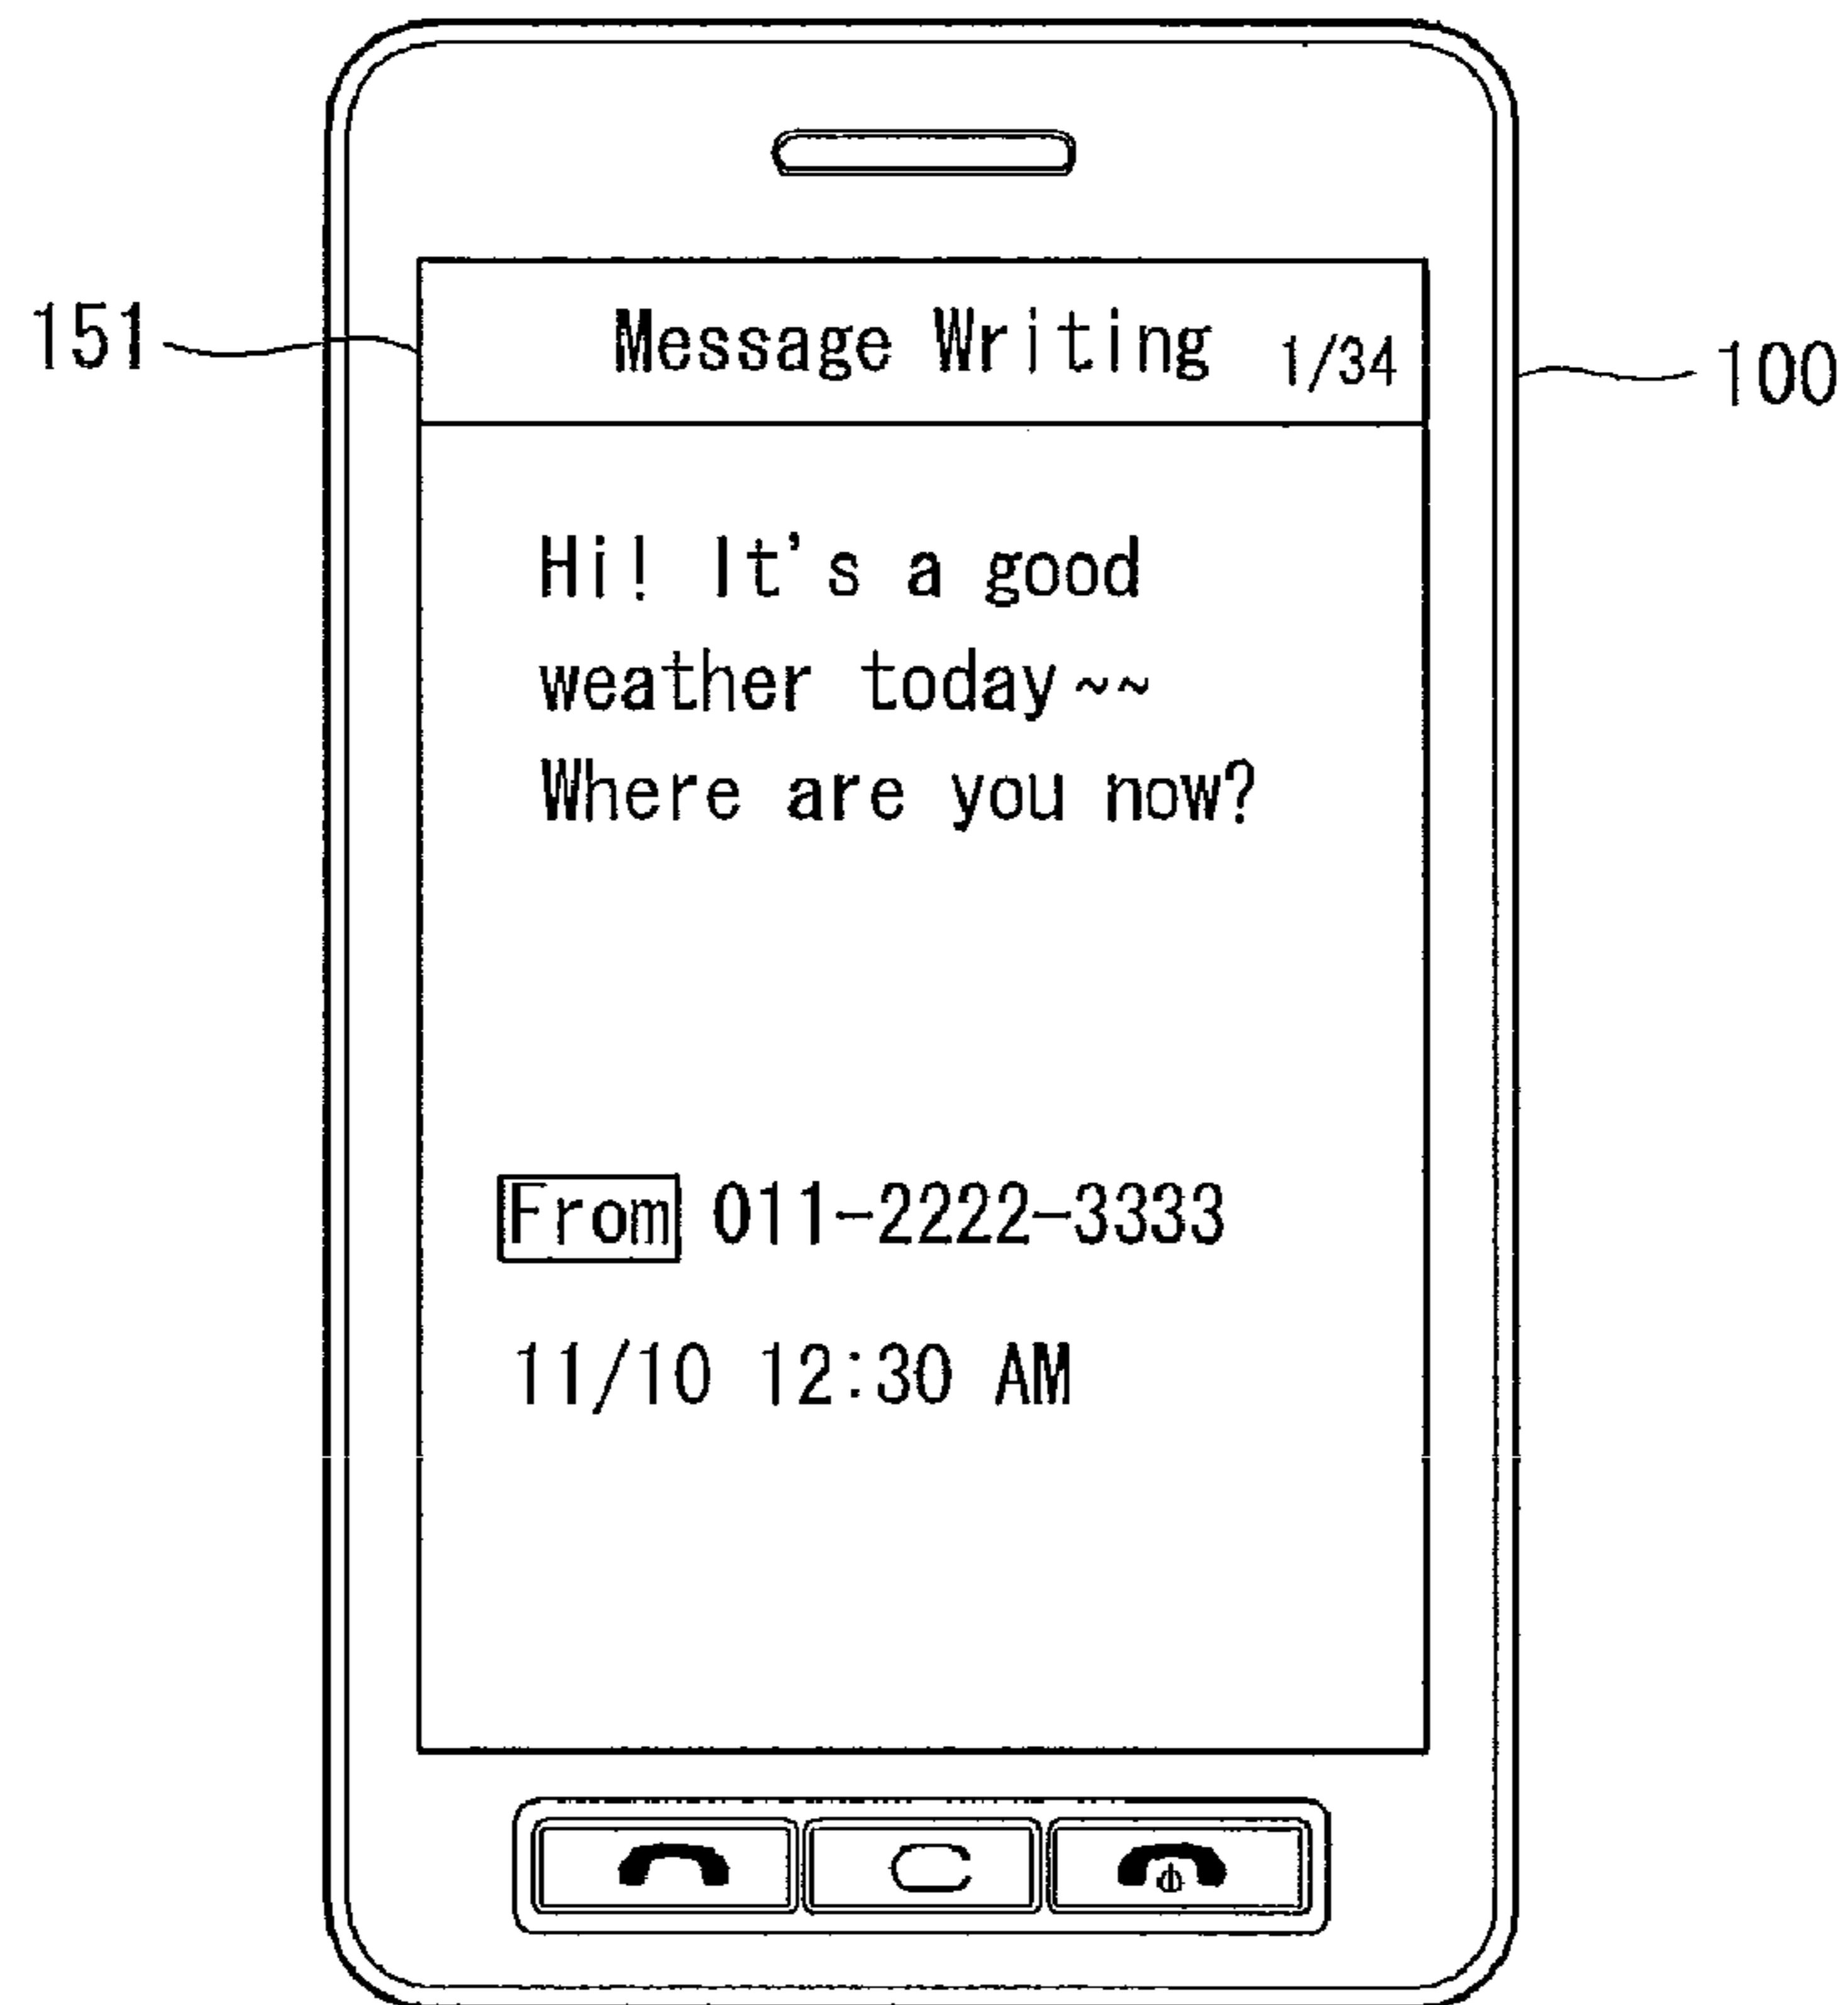 151
Message Writing 1/34
100
Hi! It's a good
weather today~~
Where are you now?
From 011-2222-3333
11/10 12:30 AM
C